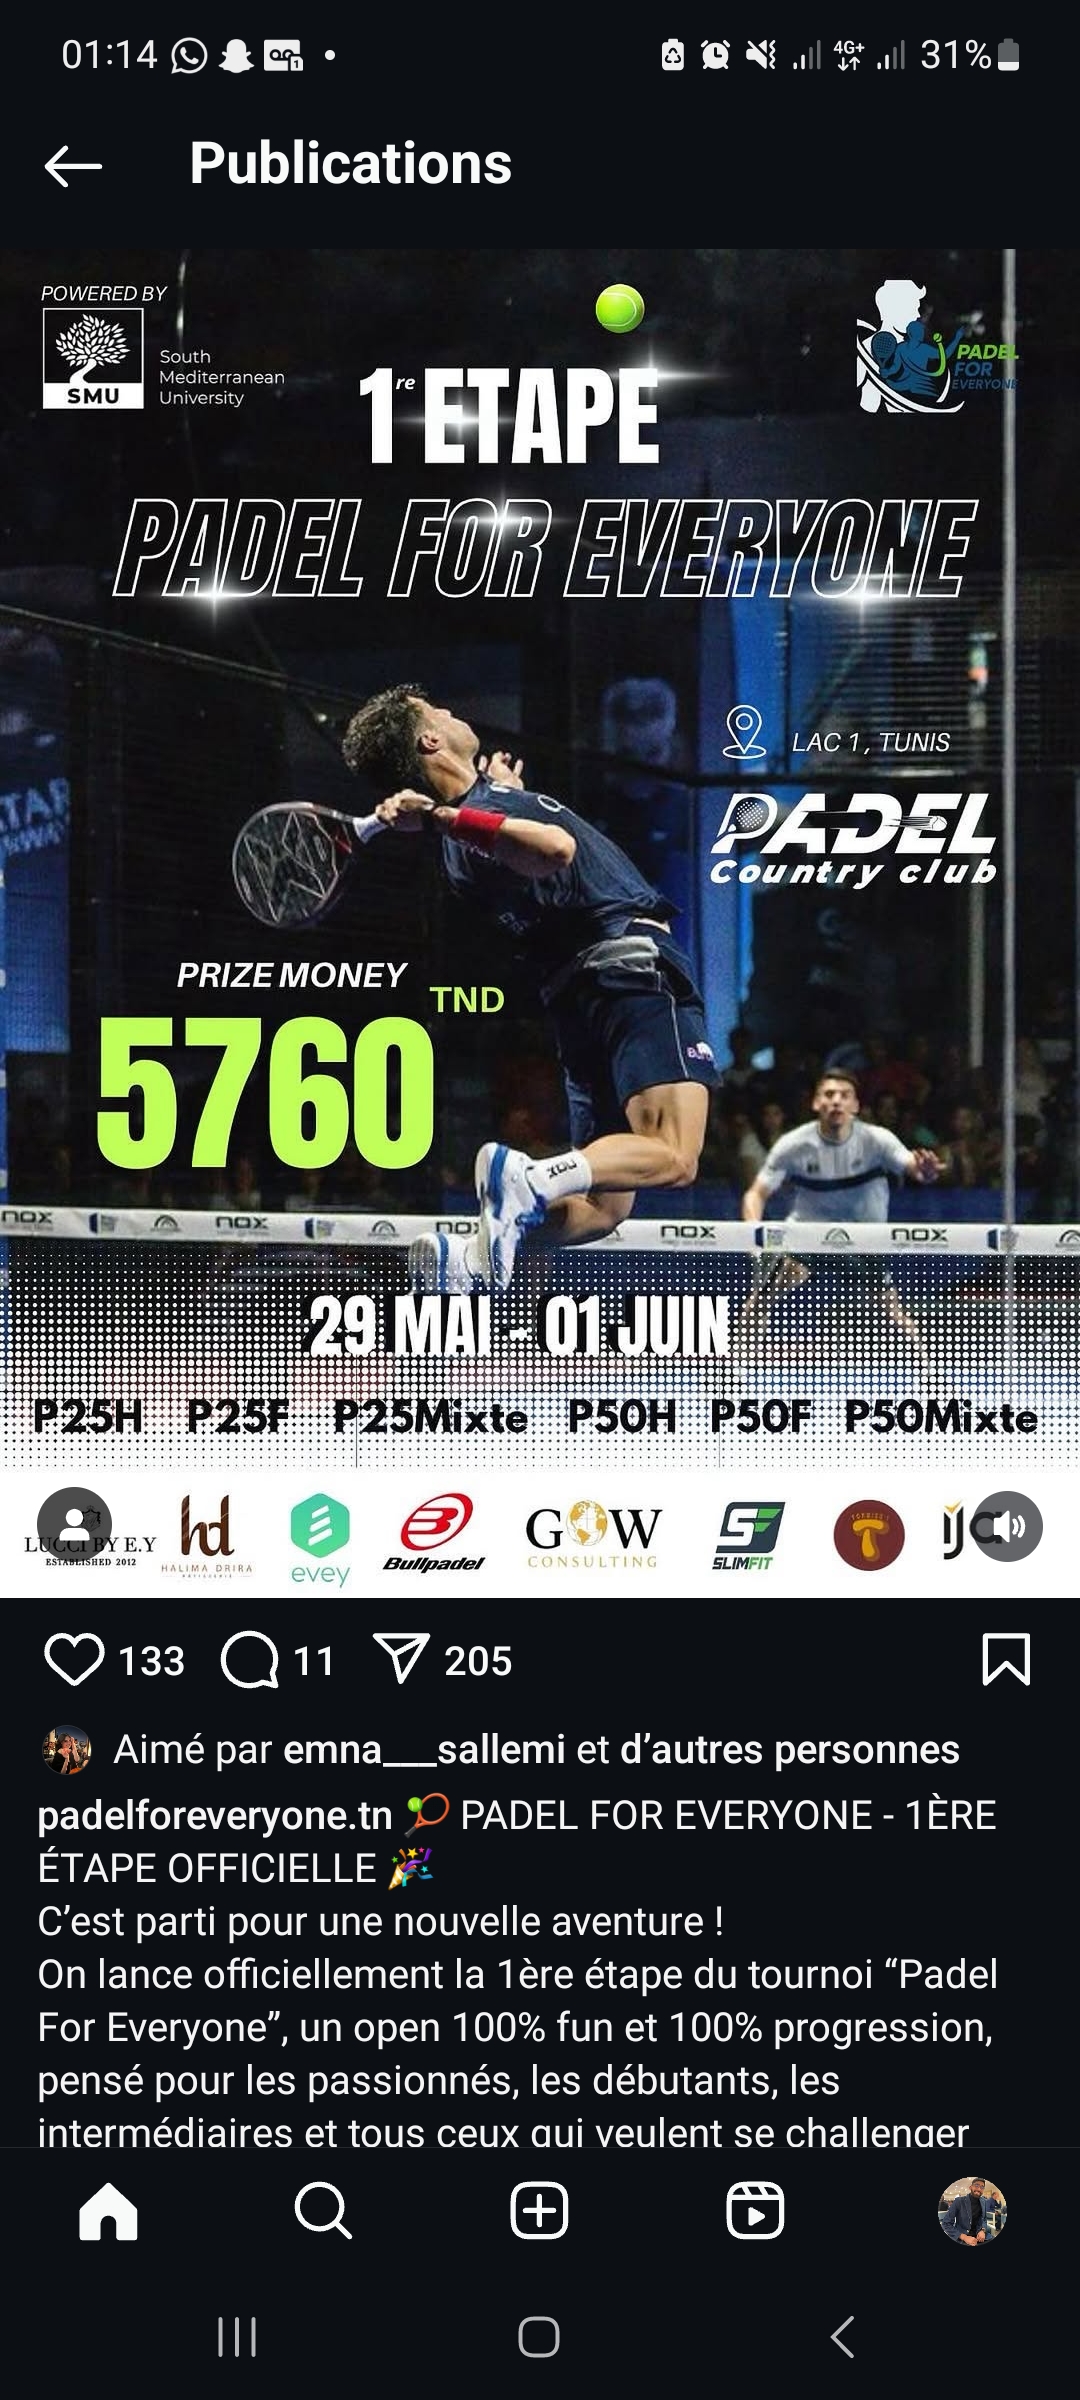 01:14
4G+
31%
Publications
POWERED BY
SMU
South
Mediterranean
University
PADEL
FOR
EVERYONE
1re ETAPE
PADEL FOR EVERYONE
LAC 1, TUNIS
PADEL
Country club
PRIZE MONEY
5760 TND
nox nox nox nox nox
29 MAI - 01 JUIN
P25H P25F P25Mixte P50H P50F P50Mixte
LUCCI BY E.Y
ESTABLISHED 2012
hd
HALIMA DRIRA
evey
Bullpadel
GOW
CONSULTING
SF
SLIMFIT
133 11 205
Aimé par emna___sallemi et d’autres personnes
padelforeveryone.tn 🎾 PADEL FOR EVERYONE - 1ÈRE
ÉTAPE OFFICIELLE 🎉
C’est parti pour une nouvelle aventure !
On lance officiellement la 1ère étape du tournoi “Padel
For Everyone”, un open 100% fun et 100% progression,
pensé pour les passionnés, les débutants, les
intermédiaires et tous ceux qui veulent se challenger